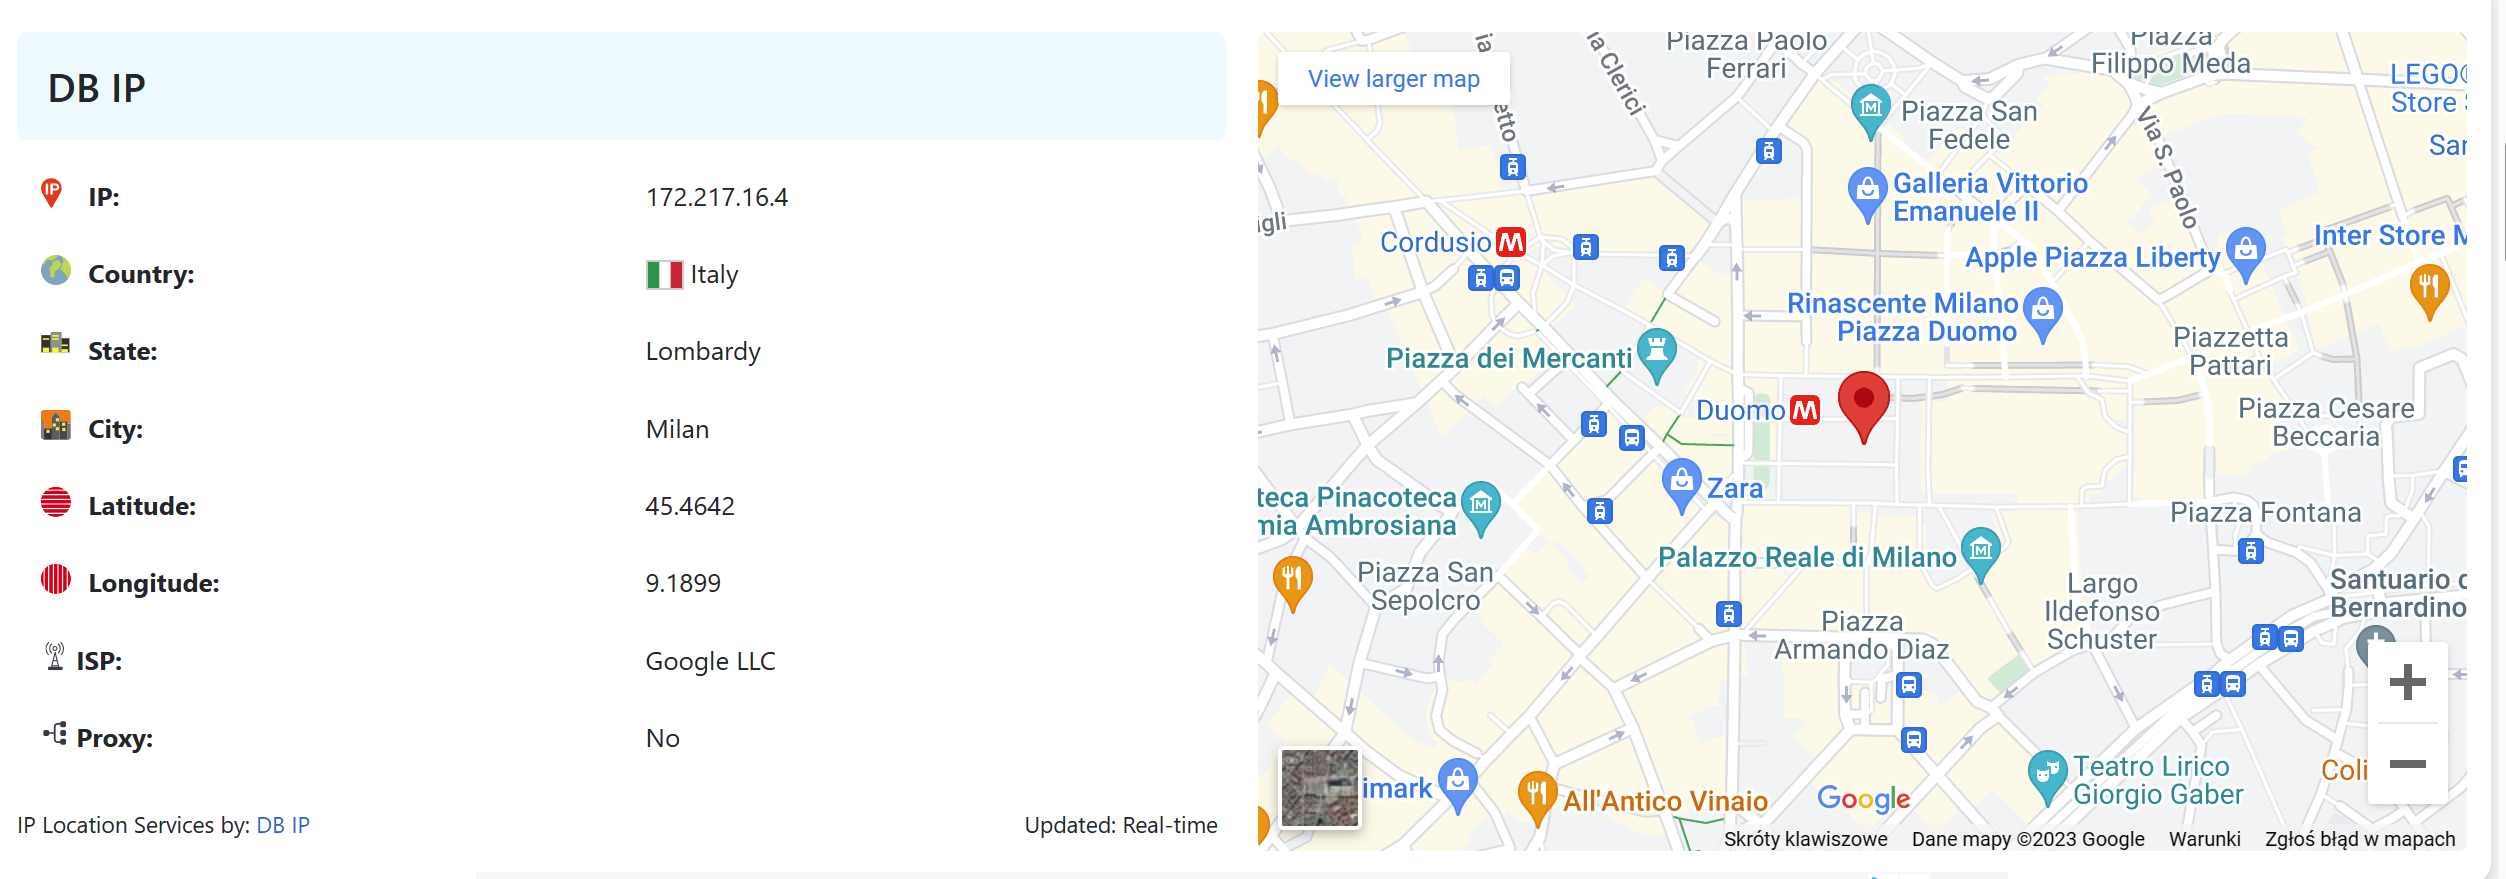 DB IP
IP: 172.217.16.4
Country: Italy
State: Lombardy
City: Milan
Latitude: 45.4642
Longitude: 9.1899
ISP: Google LLC
Proxy: No
IP Location Services by: DB IP
Updated: Real-time
View larger map
Piazza Paolo
Ferrari
Piazza
Filippo Meda
la Clerici
etto
LEGO®
Store
Piazza San
Fedele
Via S. Paolo
Galleria Vittorio
Emanuele II
igli
Cordusio
Inter Store
Apple Piazza Liberty
Rinascente Milano
Piazza Duomo
Piazzetta
Pattari
Piazza dei Mercanti
Duomo
Piazza Cesare
Beccaria
Zara
teca Pinacoteca
mia Ambrosiana
Piazza Fontana
Palazzo Reale di Milano
Piazza San
Sepolcro
Largo
Ildefonso
Schuster
Santuario
Bernardino
Piazza
Armando Diaz
Teatro Lirico
Giorgio Gaber
Coli
imark
All'Antico Vinaio
Google
Skróty klawiszowe
Dane mapy ©2023 Google
Warunki
Zgłoś błąd w mapach